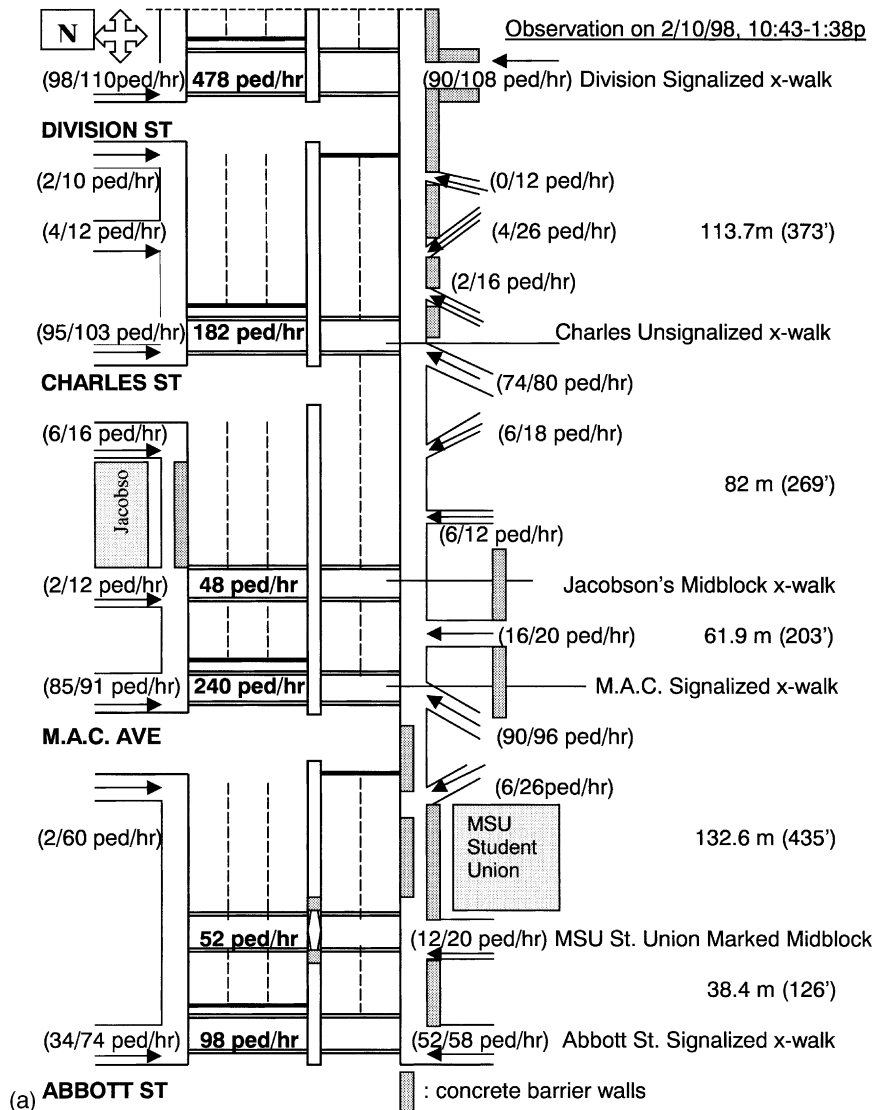 N
Observation on 2/10/98, 10:43-1:38p
(98/110ped/hr) 478 ped/hr (90/108 ped/hr) Division Signalized x-walk
DIVISION ST
(2/10 ped/hr) (0/12 ped/hr)
(4/12 ped/hr) (4/26 ped/hr) 113.7m (373')
(2/16 ped/hr)
(95/103 ped/hr) 182 ped/hr Charles Unsignalized x-walk
CHARLES ST (74/80 ped/hr)
(6/16 ped/hr) (6/18 ped/hr)
Jacobso
82 m (269')
(6/12 ped/hr)
(2/12 ped/hr) 48 ped/hr Jacobson's Midblock x-walk
(16/20 ped/hr) 61.9 m (203')
(85/91 ped/hr) 240 ped/hr M.A.C. Signalized x-walk
M.A.C. AVE (90/96 ped/hr)
(6/26ped/hr)
(2/60 ped/hr)
MSU
Student
Union
132.6 m (435')
52 ped/hr (12/20 ped/hr) MSU St. Union Marked Midblock
38.4 m (126')
(34/74 ped/hr) 98 ped/hr (52/58 ped/hr) Abbott St. Signalized x-walk
(a) ABBOTT ST : concrete barrier walls